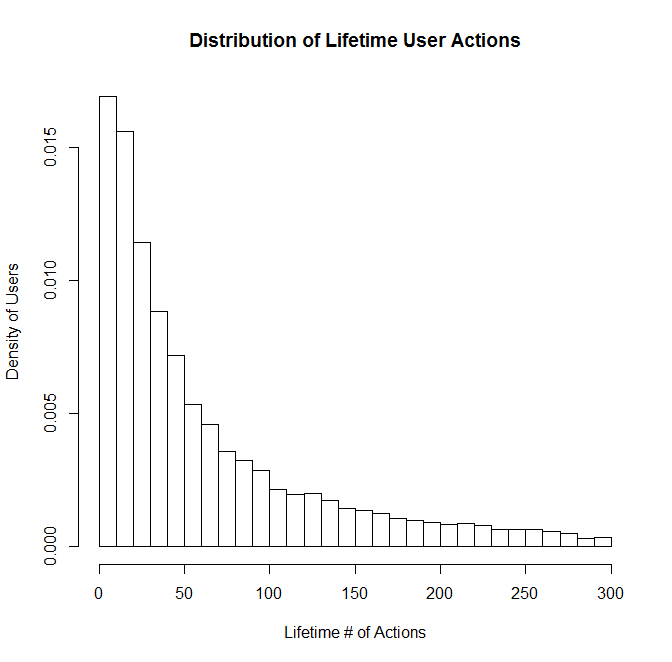 Distribution of Lifetime User Actions
Density of Users
0.015
0.010
0.005
0.000
0 50 100 150 200 250 300
Lifetime # of Actions